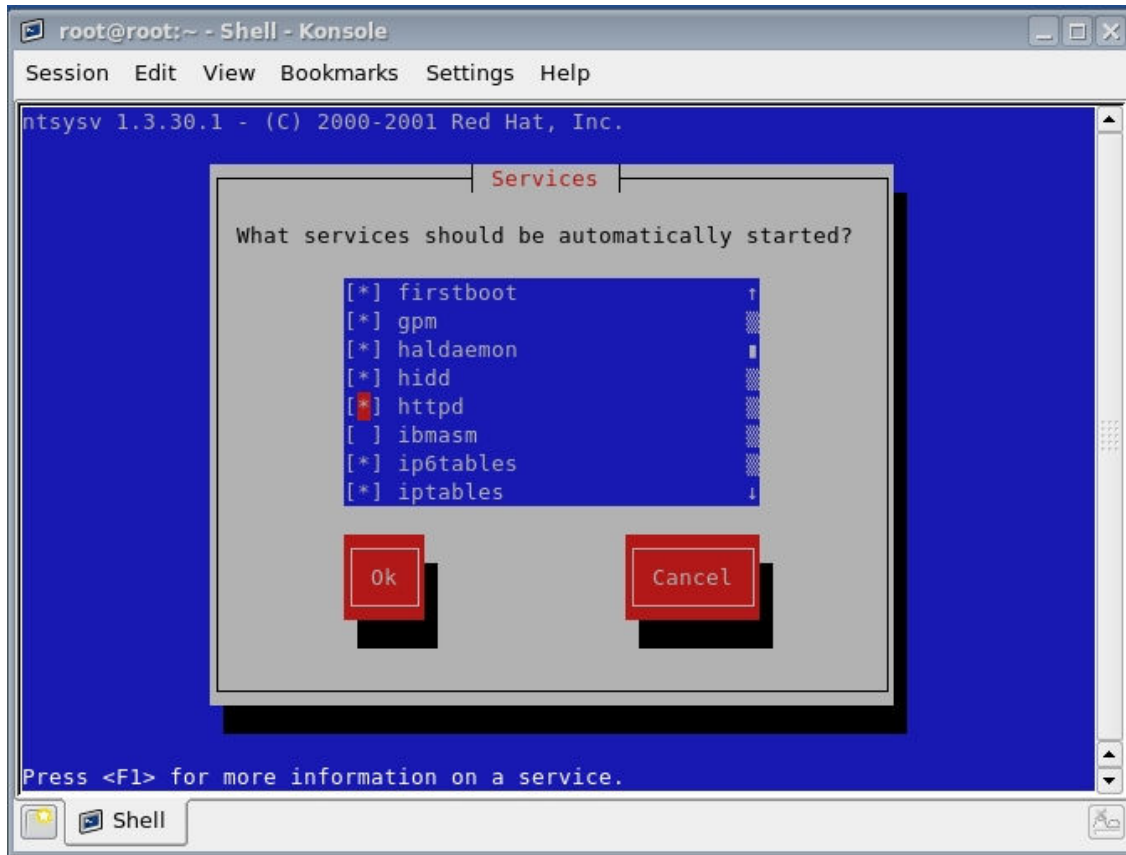 root@root:~ - Shell - Konsole
Session Edit View Bookmarks Settings Help
ntsysv 1.3.30.1 - (C) 2000-2001 Red Hat, Inc.
Services
What services should be automatically started?
[*] firstboot
[*] gpm
[*] haldaemon
[*] hidd
[*] httpd
[ ] ibmasm
[*] ip6tables
[*] iptables
Ok Cancel
Press <F1> for more information on a service.
Shell